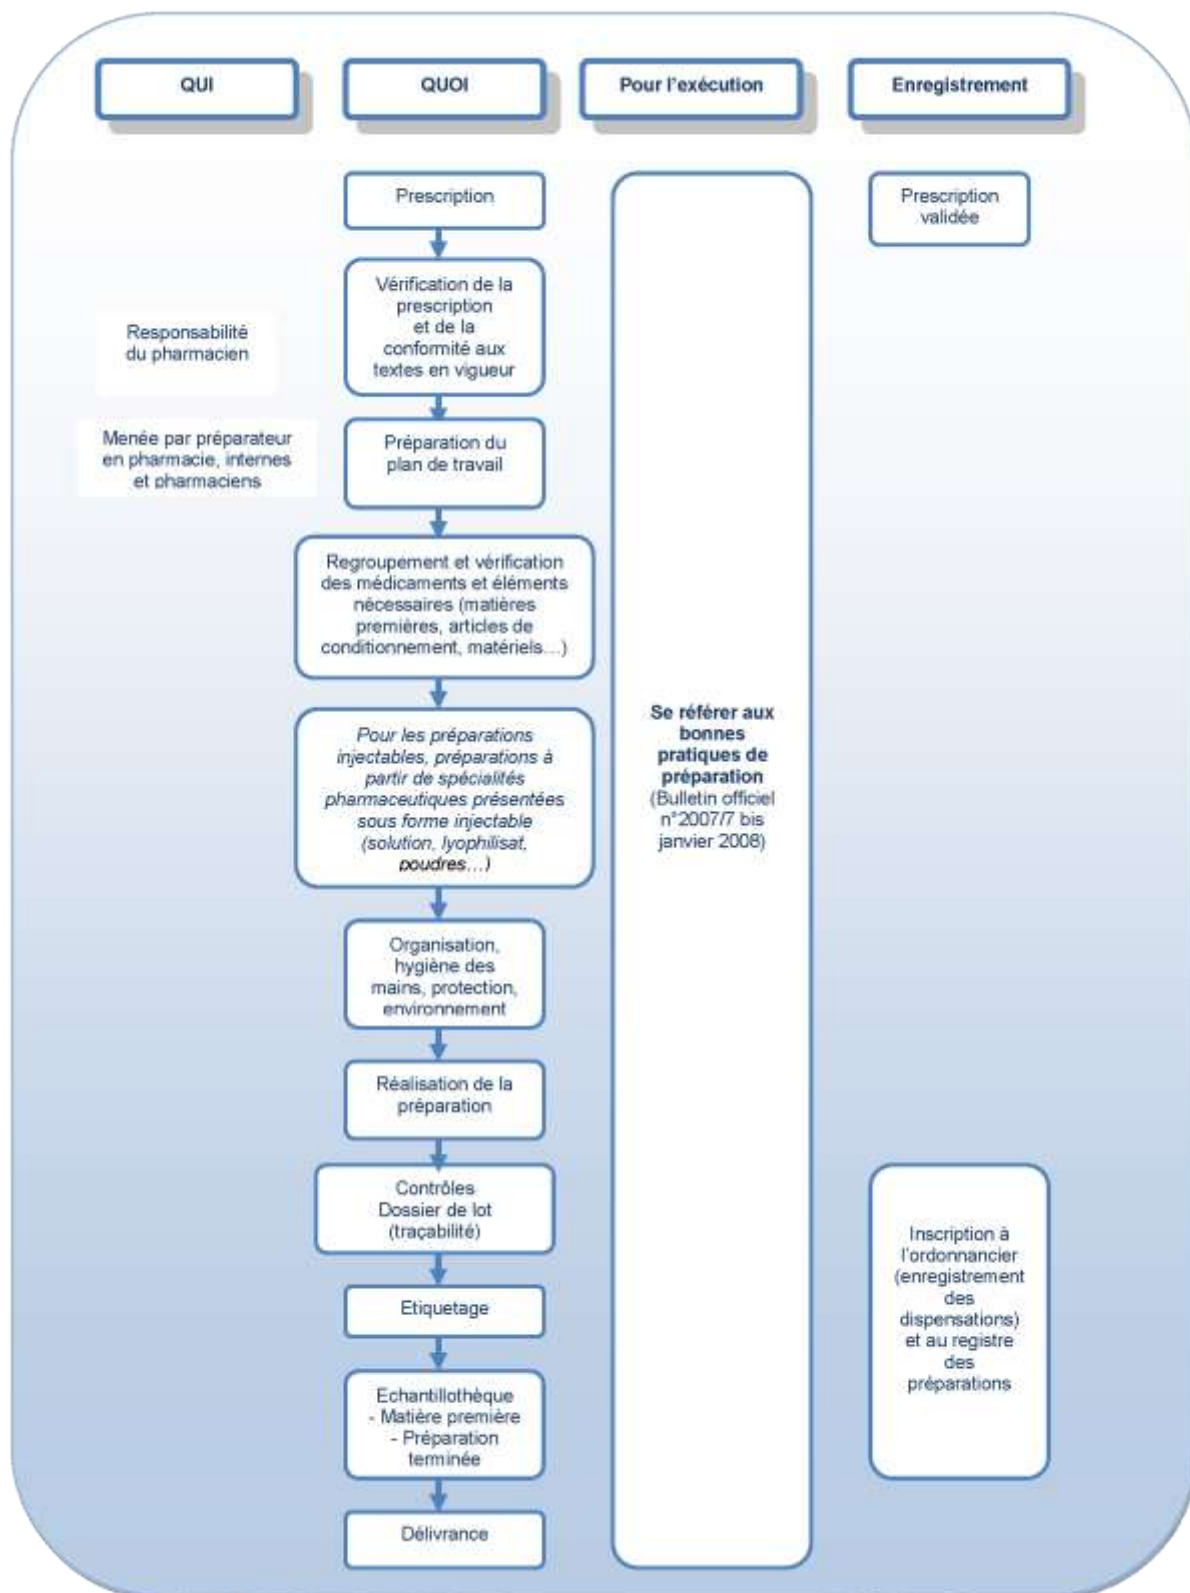 QUI
QUOI
Pour l'exécution
Enregistrement
Prescription
Prescription
validée
Vérification de la
prescription
et de la
conformité aux
textes en vigueur
Responsabilité
du pharmacien
Menée par préparateur
en pharmacie, internes
et pharmaciens
Préparation du
plan de travail
Regroupement et vérification
des médicaments et éléments
nécessaires (matières
premières, articles de
conditionnement, matériels…)
Pour les préparations
injectables, préparations à
partir de spécialités
pharmaceutiques présentées
sous forme injectable
(solution, lyophilisat,
poudres…)
Se référer aux
bonnes
pratiques de
préparation
(Bulletin officiel
n°2007/7 bis
janvier 2008)
Organisation,
hygiène des
mains, protection,
environnement
Réalisation de la
préparation
Contrôles
Dossier de lot
(traçabilité)
Etiquetage
Echantillothèque
- Matière première
- Préparation
terminée
Délivrance
Inscription à
l'ordonnancier
(enregistrement
des
dispensations)
et au registre
des
préparations